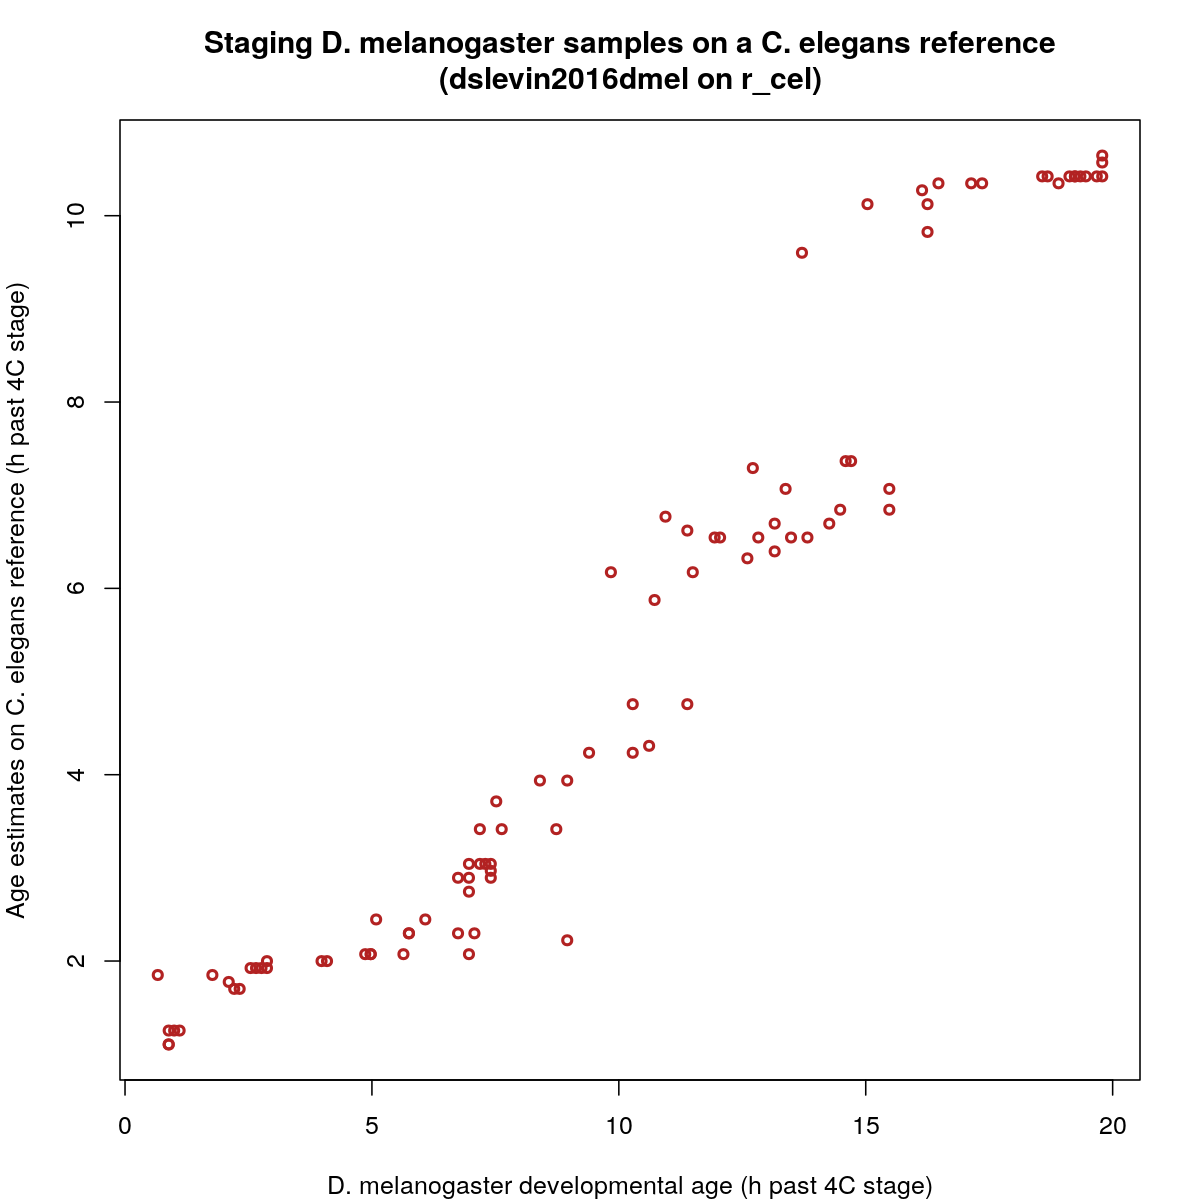 Staging D. melanogaster samples on a C. elegans reference
(dslevin2016dmel on r_cel)
Age estimates on C. elegans reference (h past 4C stage)
10
8
6
4
2
0 5 10 15 20
D. melanogaster developmental age (h past 4C stage)